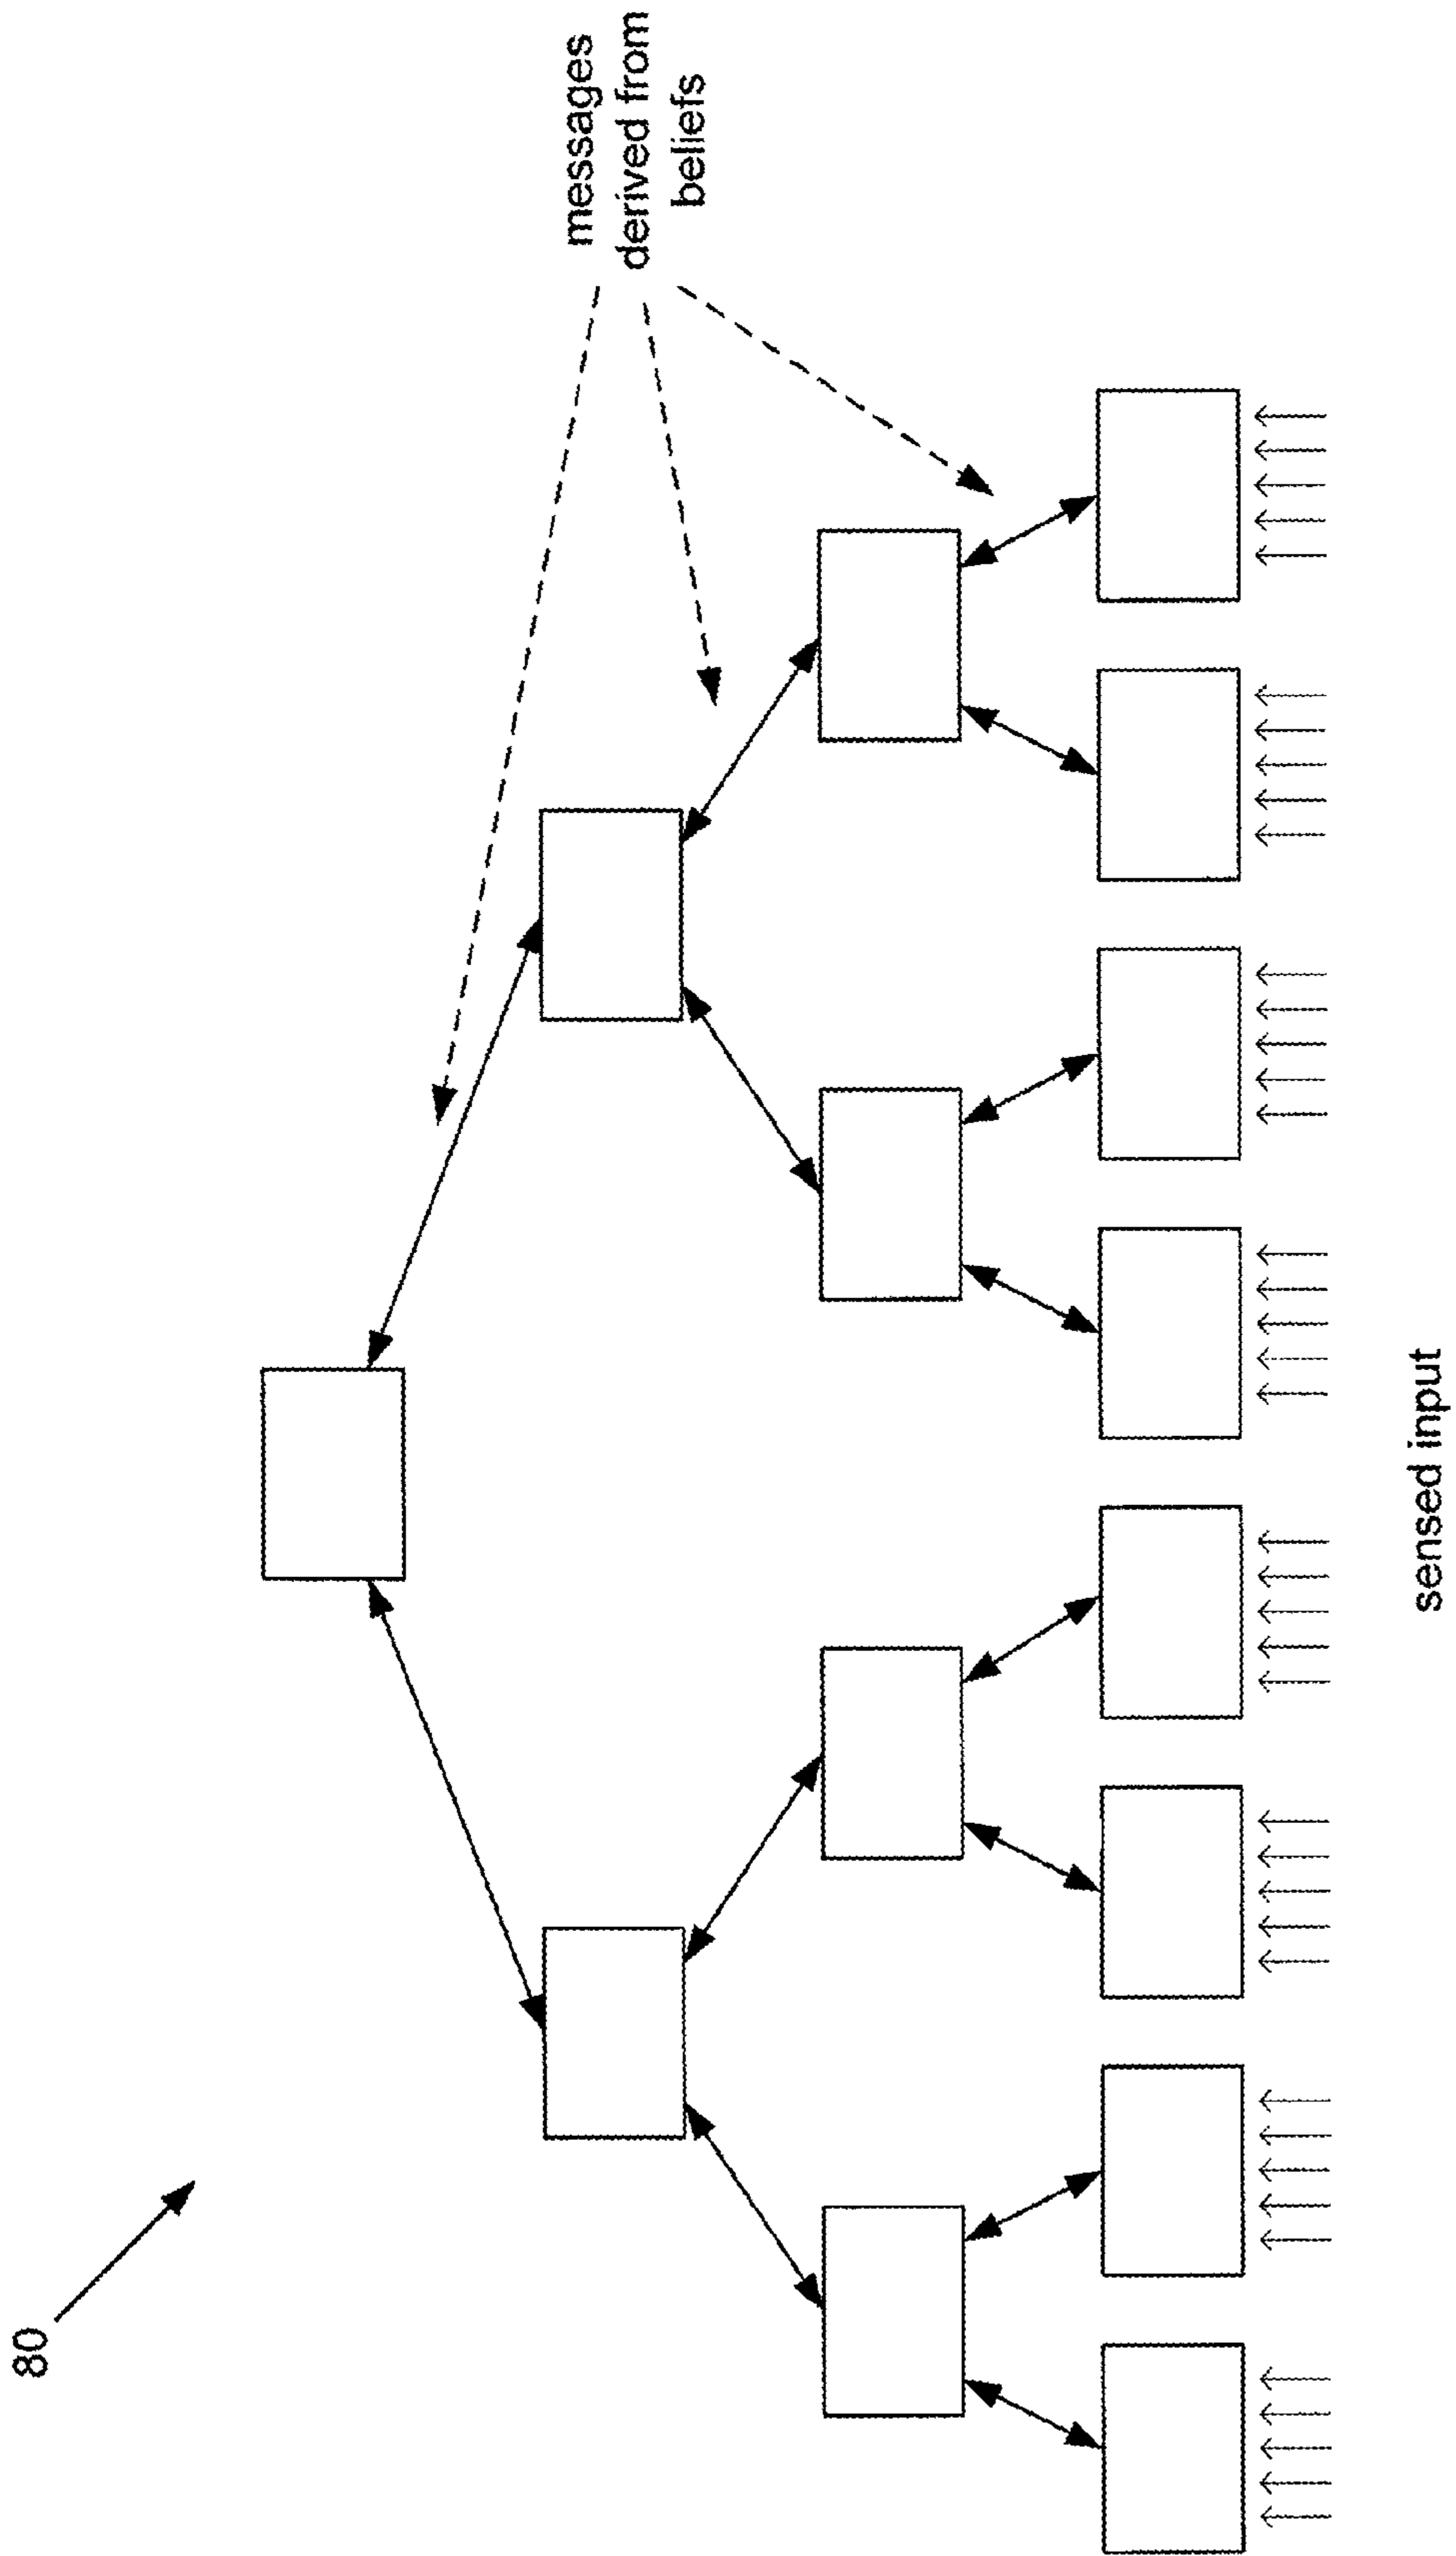 80
messages
derived from
beliefs
sensed input